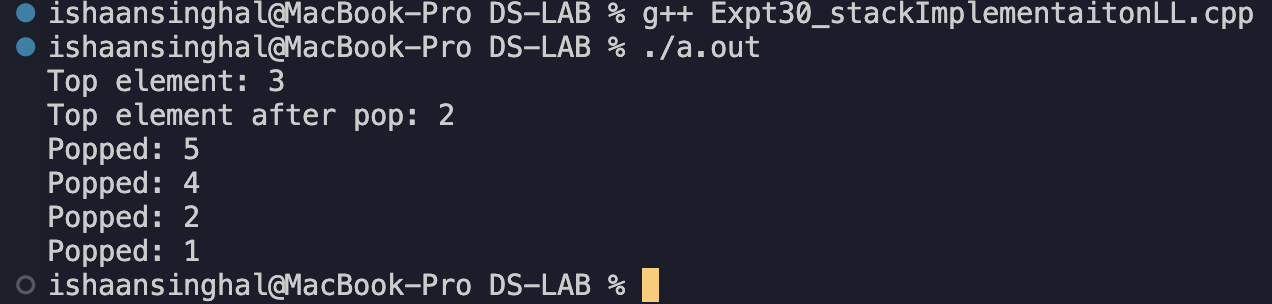 ishaansinghal@MacBook-Pro DS-LAB % g++ Expt30_stackImplementaitonLL.cpp
ishaansinghal@MacBook-Pro DS-LAB % ./a.out
Top element: 3
Top element after pop: 2
Popped: 5
Popped: 4
Popped: 2
Popped: 1
ishaansinghal@MacBook-Pro DS-LAB %